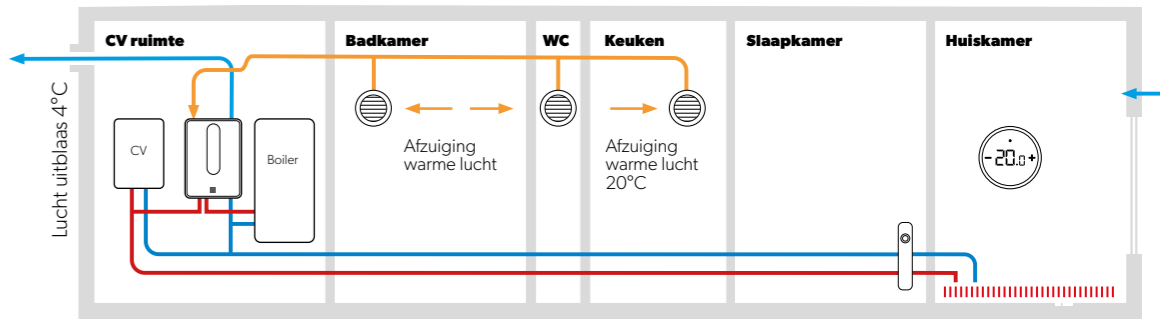 CV ruimte
Badkamer
WC
Keuken
Slaapkamer
Huiskamer
Lucht uitblaas 4°C
CV
Boiler
Afzuiging
warme lucht
Afzuiging
warme lucht
20°C
-20.0+